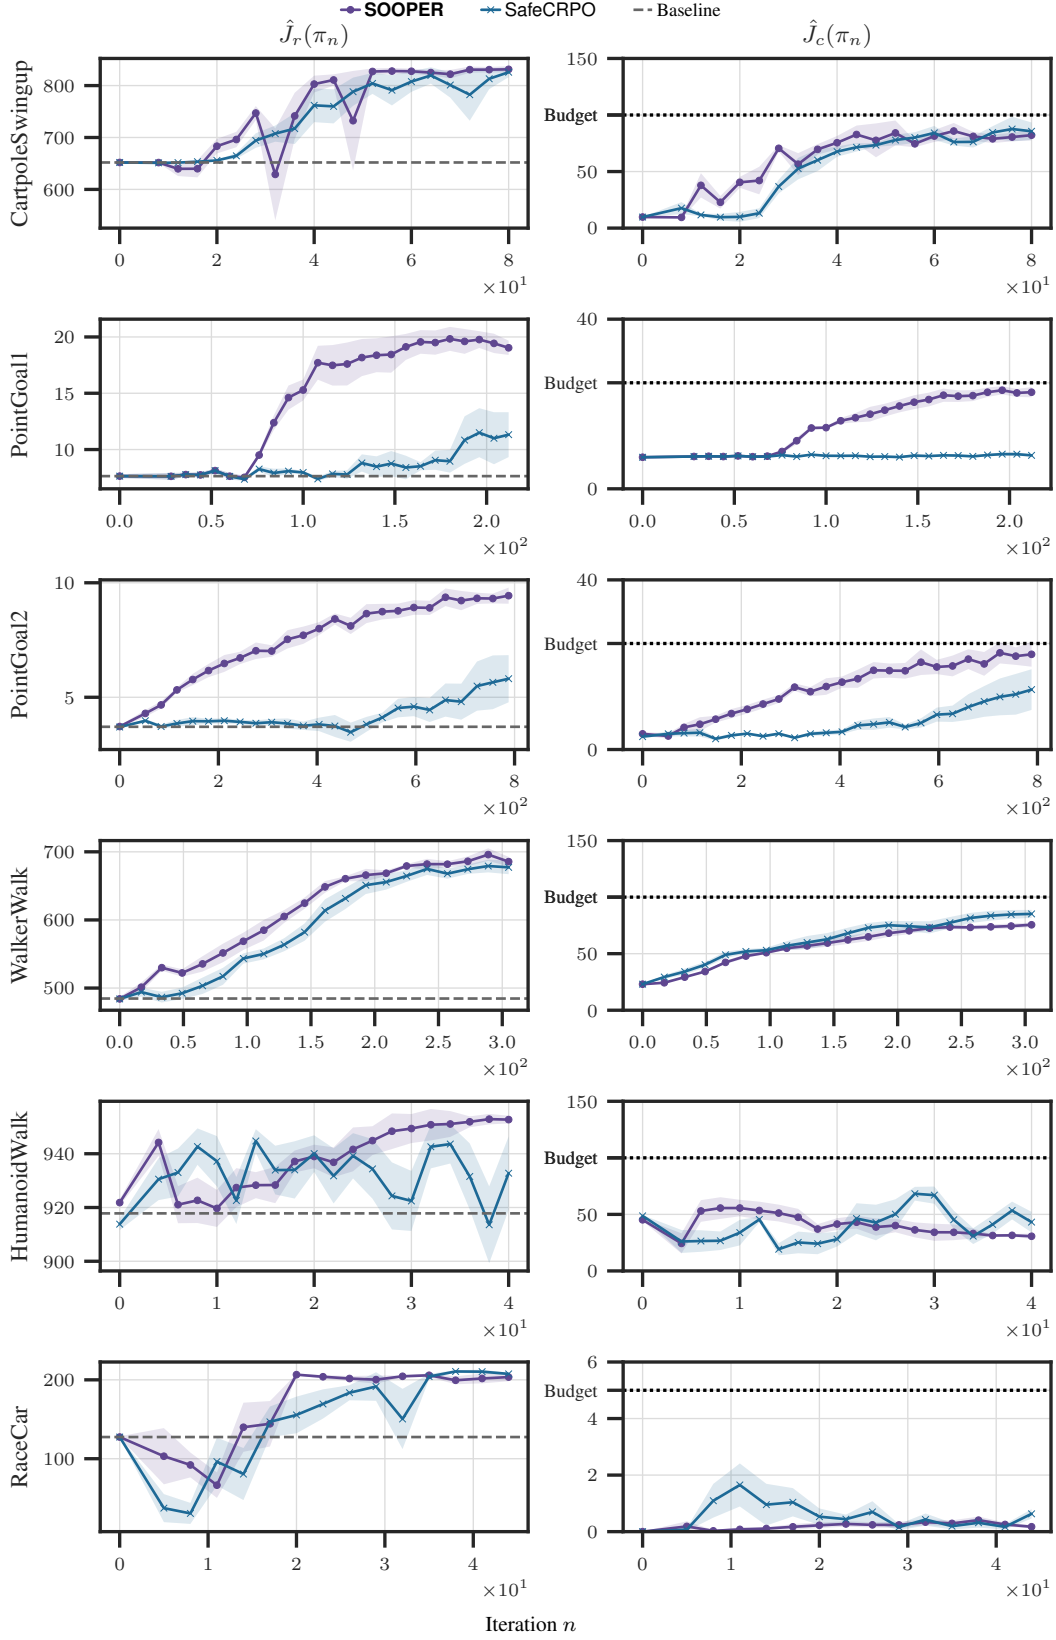 SOOPER SafeCRPO Baseline
Ĵ_r(π_n) Ĵ_c(π_n)
CartpoleSwingup
800
700
600
0 2 4 6 8
×10¹
150
Budget
50
0
0 2 4 6 8
×10¹
PointGoal1
20
15
10
0.0 0.5 1.0 1.5 2.0
×10²
40
Budget
0
0.0 0.5 1.0 1.5 2.0
×10²
PointGoal2
10
5
0 2 4 6 8
×10²
40
Budget
0
0 2 4 6 8
×10²
WalkerWalk
700
600
500
0.0 0.5 1.0 1.5 2.0 2.5 3.0
×10²
150
Budget
50
0
0.0 0.5 1.0 1.5 2.0 2.5 3.0
×10²
HumanoidWalk
940
920
900
0 1 2 3 4
×10¹
150
Budget
50
0
0 1 2 3 4
×10¹
RaceCar
200
100
0 1 2 3 4
×10¹
6
Budget
4
2
0
0 1 2 3 4
×10¹
Iteration n